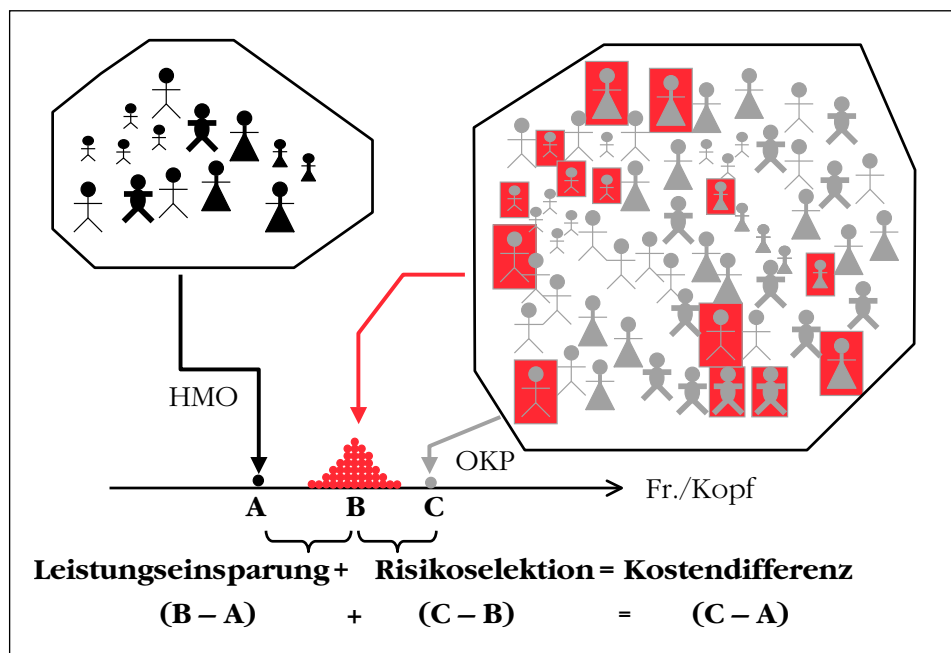 HMO
OKP
Fr./Kopf
A B C
Leistungseinsparung + Risikoselektion = Kostendifferenz
(B – A) + (C – B) = (C – A)